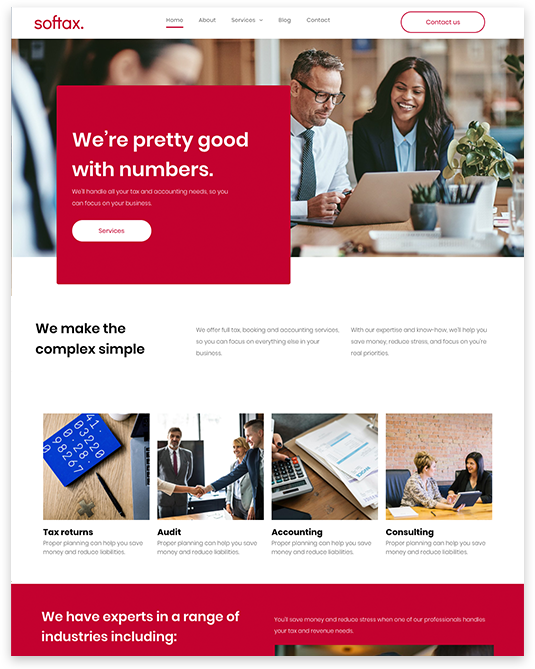 softax.
Home About Services Blog Contact
Contact us
We're pretty good
with numbers.
We'll handle all your tax and accounting needs, so you
can focus on your business.
Services
We make the
complex simple
We offer full tax, booking and accounting services,
so you can focus on everything else in your
business.
With our expertise and know-how, we'll help you
save money, reduce stress, and focus on you're
real priorities.
Tax returns
Proper planning can help you save
money and reduce liabilities.
Audit
Proper planning can help you save
money and reduce liabilities.
Accounting
Proper planning can help you save
money and reduce liabilities.
Consulting
Proper planning can help you save
money and reduce liabilities.
We have experts in a range of
industries including:
You'll save money and reduce stress when one of our professionals handles
your tax and revenue needs.